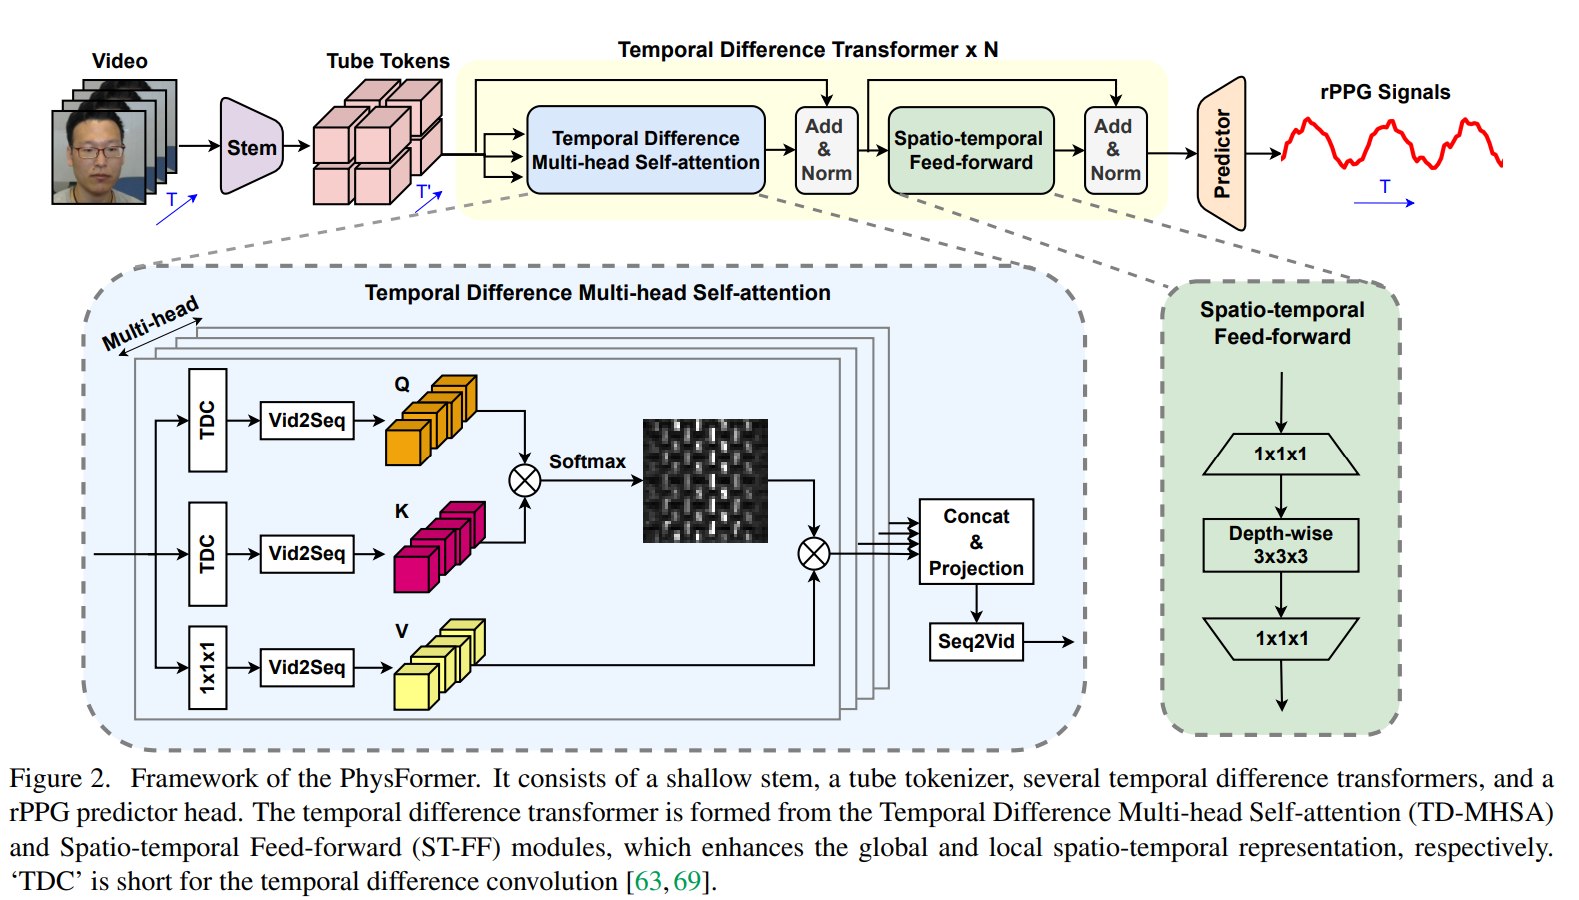 Temporal Difference Transformer x N
Video
Tube Tokens
rPPG Signals
Stem
Temporal Difference
Multi-head Self-attention
Add
&
Norm
Spatio-temporal
Feed-forward
Add
&
Norm
Predictor
T
T'
T
Temporal Difference Multi-head Self-attention
Multi-head
TDC
Vid2Seq
Q
Softmax
TDC
Vid2Seq
K
1x1x1
Vid2Seq
V
Concat
&
Projection
Seq2Vid
Spatio-temporal
Feed-forward
1x1x1
Depth-wise
3x3x3
1x1x1
Figure 2. Framework of the PhysFormer. It consists of a shallow stem, a tube tokenizer, several temporal difference transformers, and a
rPPG predictor head. The temporal difference transformer is formed from the Temporal Difference Multi-head Self-attention (TD-MHSA)
and Spatio-temporal Feed-forward (ST-FF) modules, which enhances the global and local spatio-temporal representation, respectively.
‘TDC’ is short for the temporal difference convolution [63, 69].